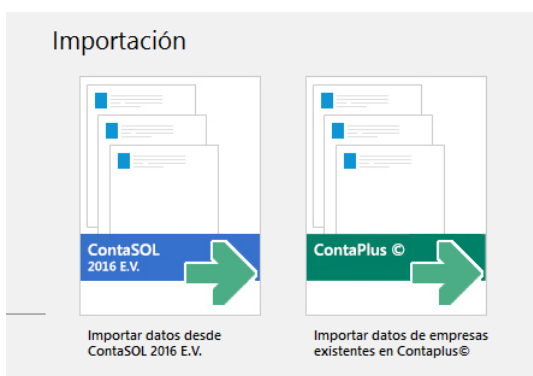 Importación
ContaSOL
2016 E.V.
ContaPlus ©
Importar datos desde
ContaSOL 2016 E.V.
Importar datos de empresas
existentes en Contaplus©